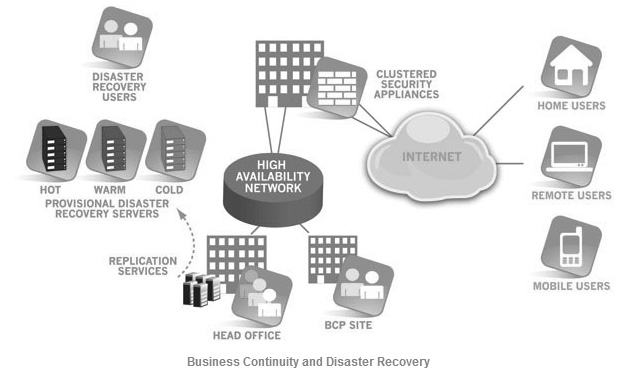 DISASTER
RECOVERY
USERS
CLUSTERED
SECURITY
APPLIANCES
HOME USERS
HIGH
AVAILABILITY
NETWORK
INTERNET
HOT
WARM
COLD
PROVISIONAL DISASTER
RECOVERY SERVERS
REMOTE USERS
REPLICATION
SERVICES
MOBILE USERS
HEAD OFFICE
BCP SITE
Business Continuity and Disaster Recovery